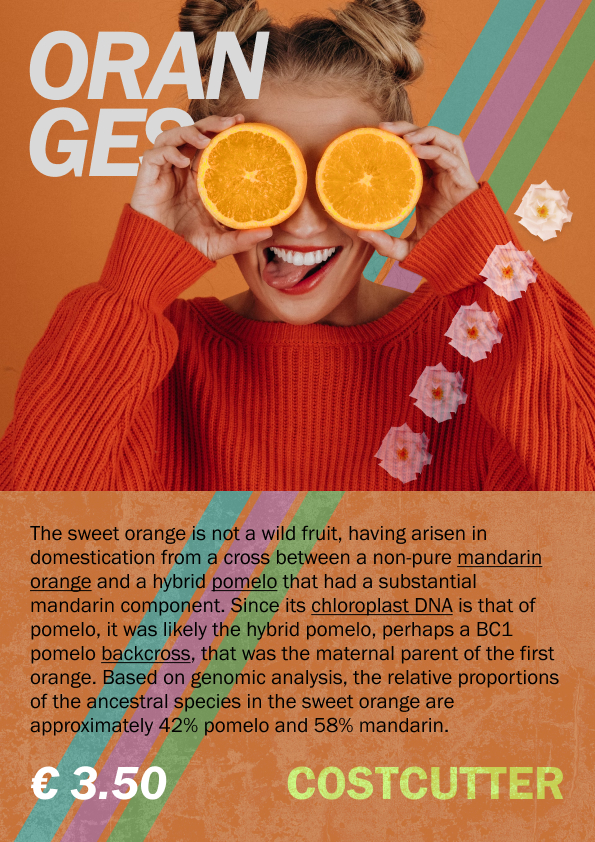 ORAN
GES
The sweet orange is not a wild fruit, having arisen in
domestication from a cross between a non-pure mandarin
orange and a hybrid pomelo that had a substantial
mandarin component. Since its chloroplast DNA is that of
pomelo, it was likely the hybrid pomelo, perhaps a BC1
pomelo backcross, that was the maternal parent of the first
orange. Based on genomic analysis, the relative proportions
of the ancestral species in the sweet orange are
approximately 42% pomelo and 58% mandarin.
€ 3.50 COSTCUTTER